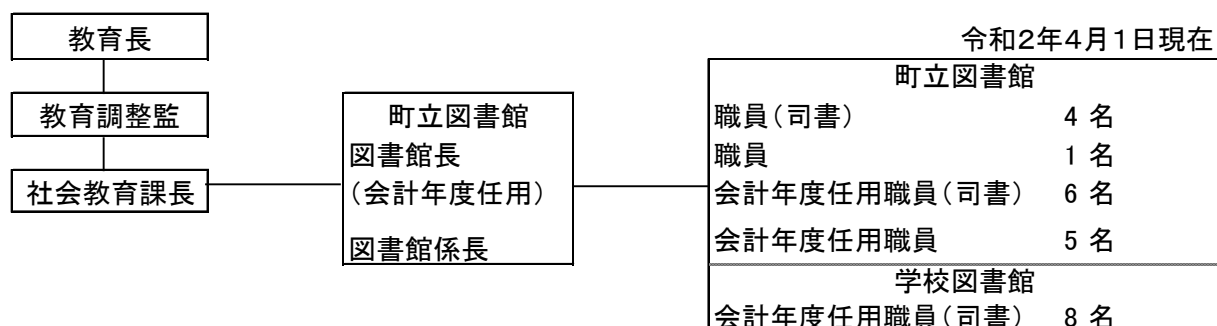 教育長
教育調整監
社会教育課長
町立図書館
図書館長
(会計年度任用)
図書館係長
令和2年4月1日現在
町立図書館
職員(司書) 4 名
職員 1 名
会計年度任用職員(司書) 6 名
会計年度任用職員 5 名
学校図書館
会計年度任用職員(司書) 8 名